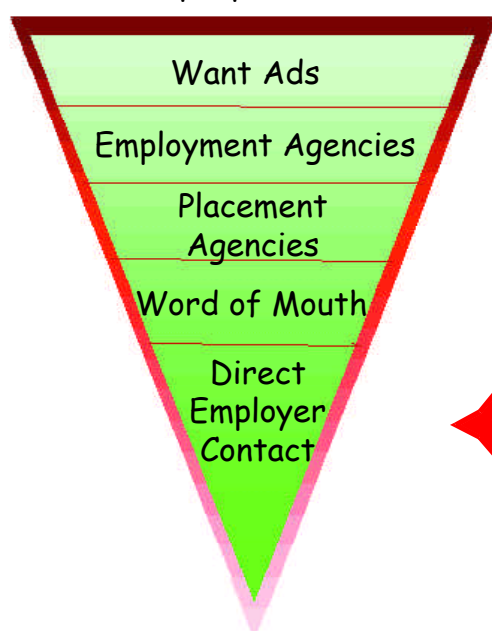 Want Ads
Employment Agencies
Placement
Agencies
Word of Mouth
Direct
Employer
Contact